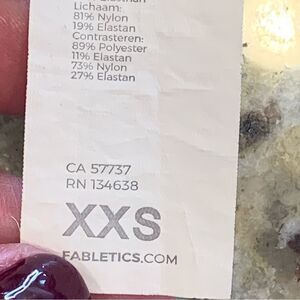 Lichaam:
81% Nylon
19% Elastan
Contrasteren:
89% Polyester
11% Elastan
73% Nylon
27% Elastan
CA 57737
RN 134638
XXS
FABLETICS.COM